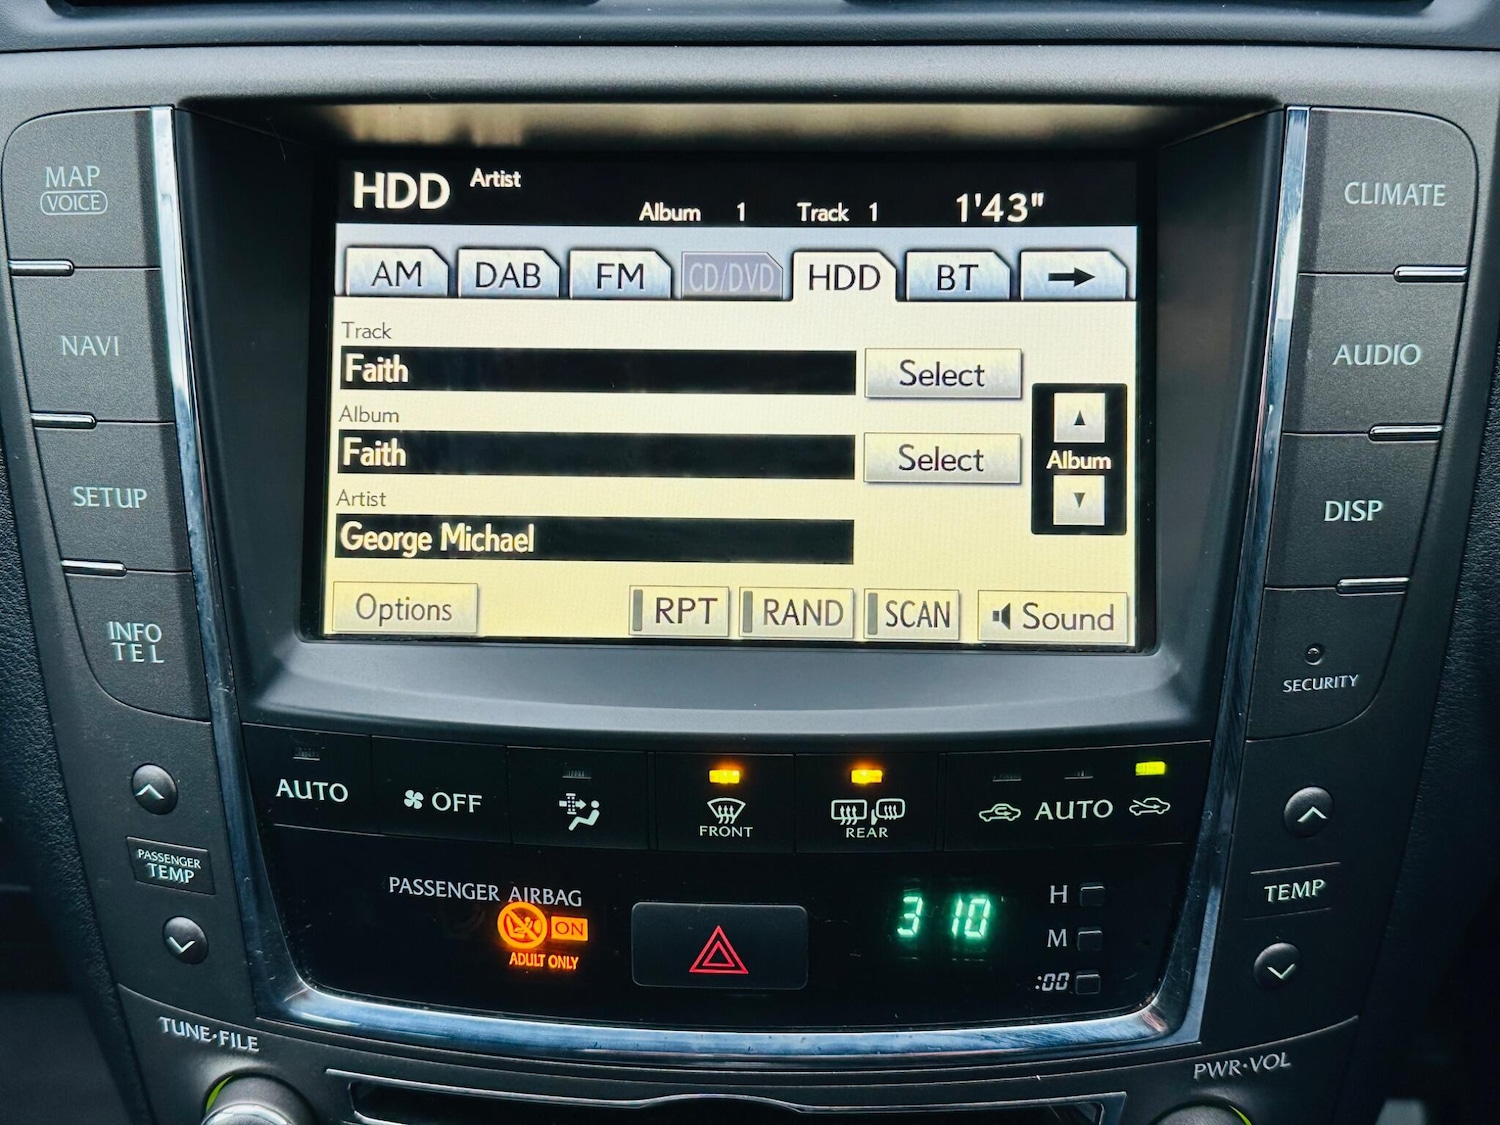 HDD Artist
Album 1 Track 1 1'43"
AM DAB FM CD/DVD HDD BT
Track
Faith Select
Album
Faith Select
Album
Artist
George Michael
Options RPT RAND SCAN Sound
MAP
VOICE
NAVI
SETUP
INFO
TEL
CLIMATE
AUDIO
DISP
SECURITY
AUTO OFF FRONT REAR AUTO
PASSENGER
TEMP
PASSENGER AIRBAG
ON
ADULT ONLY
3 10
H
M
:00
TEMP
TUNE·FILE
PWR·VOL